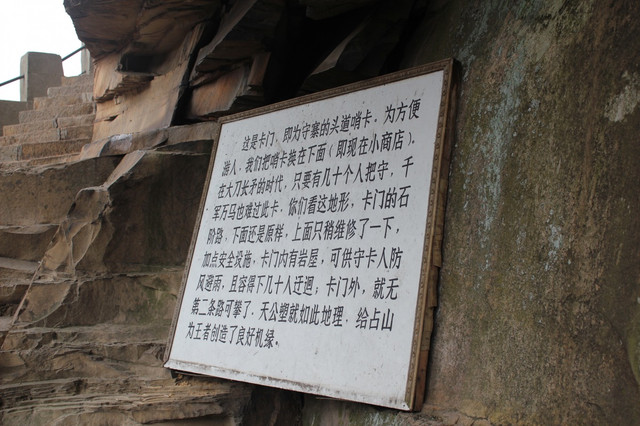 这是卡门，即为守寨的头道哨卡，为方便
游人，我们把哨卡挨在下面（即现在小商店）。
在大刀长矛的时代，只要有几十个人把守，千
军万马也难过此卡，你们看这地形，卡门的石
阶路，下面还是原样，上面只稍维修了一下，
加点安全设施，卡门内有岩屋，可供守卡人防
风避雨，且容得下几十人迂迴；卡门外，就无
第二条路可攀了，天公塑就如此地理，给占山
为王者创造了良好机缘。